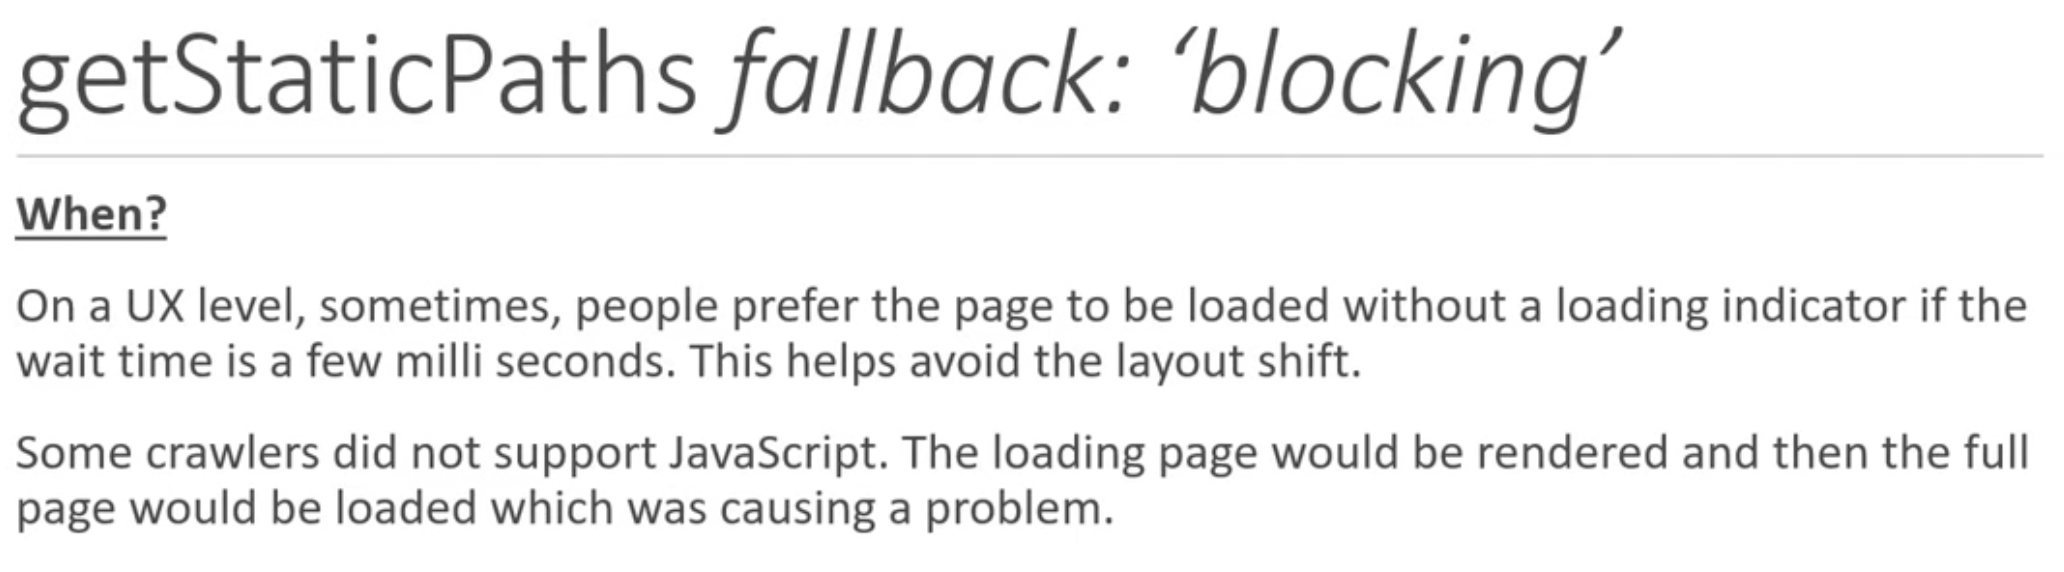 getStaticPaths fallback: ‘blocking’
When?
On a UX level, sometimes, people prefer the page to be loaded without a loading indicator if the
wait time is a few milli seconds. This helps avoid the layout shift.
Some crawlers did not support JavaScript. The loading page would be rendered and then the full
page would be loaded which was causing a problem.